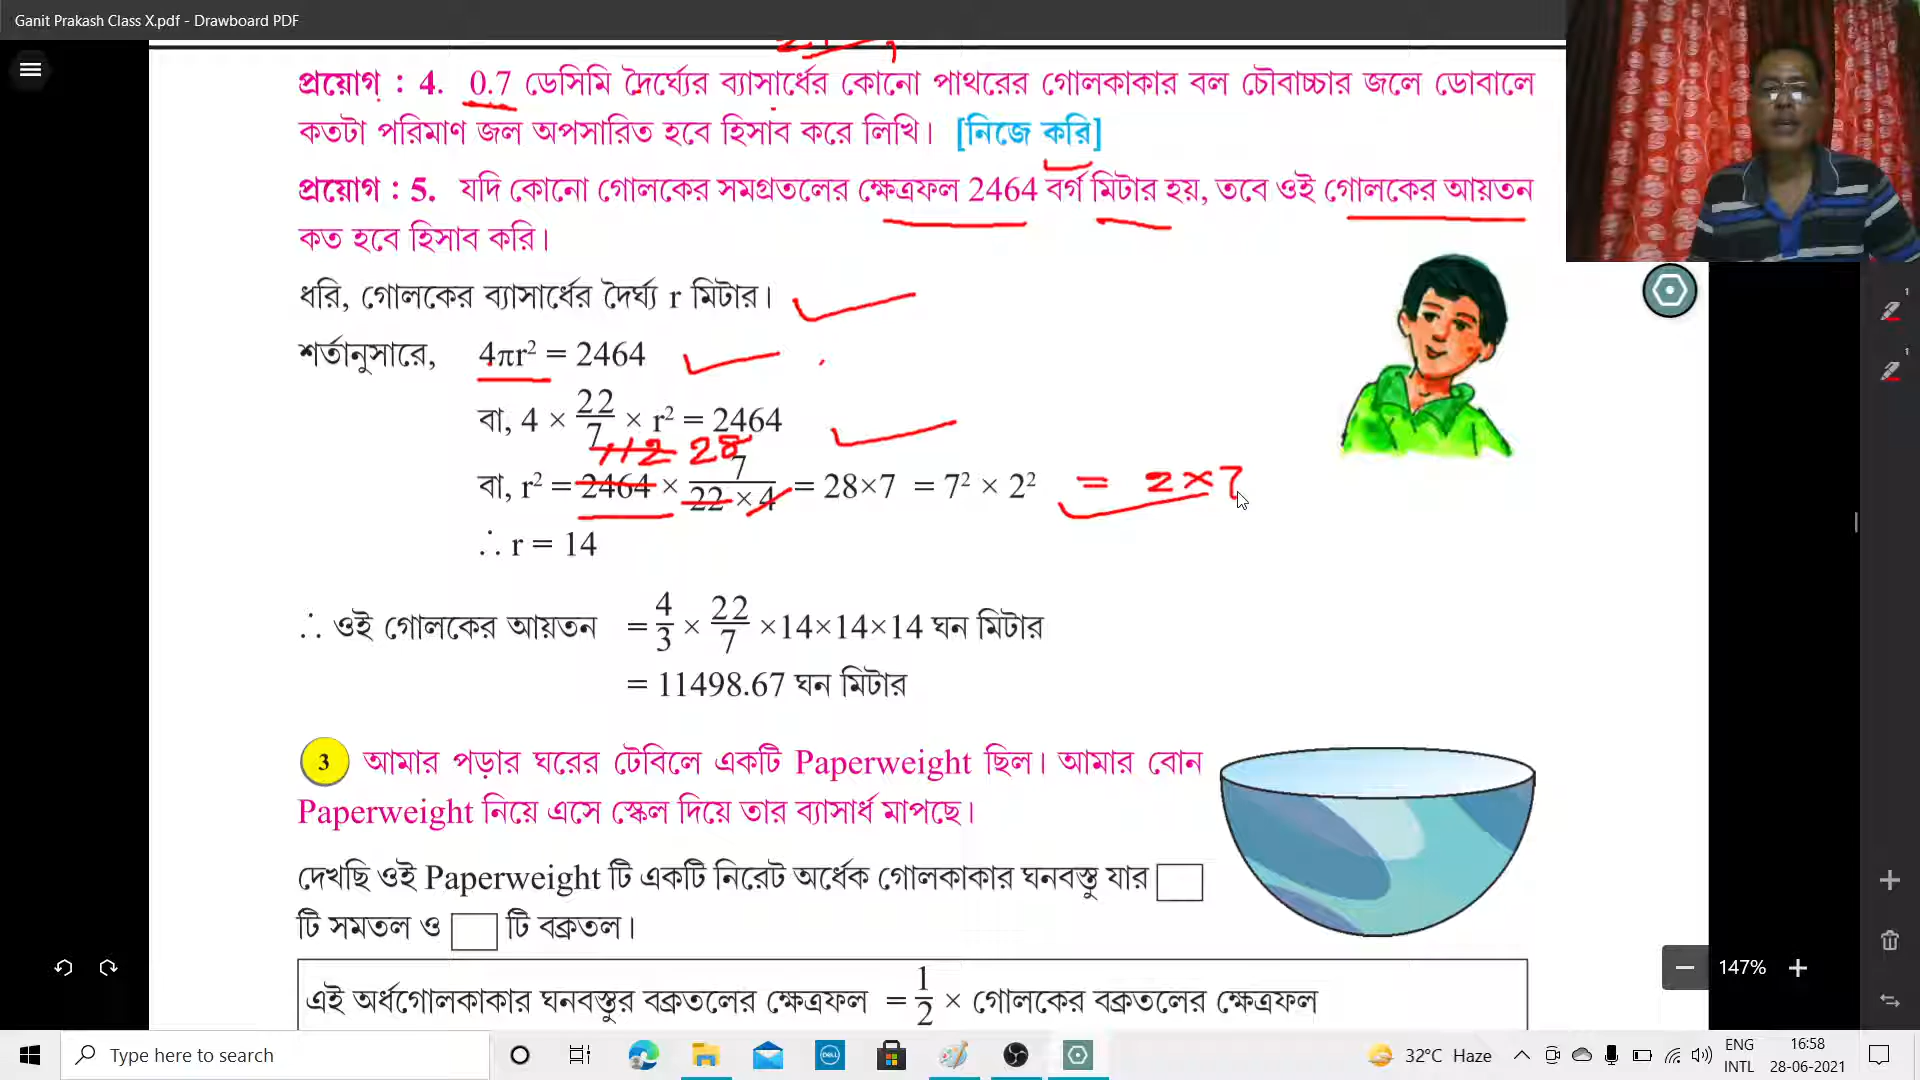 Ganit Prakash Class X.pdf - Drawboard PDF
প্রয়োগ : 4. 0.7 ডেসিমি দৈর্ঘ্যের ব্যাসার্ধের কোনো পাথরের গোলকাকার বল চৌবাচ্চার জলে ডোবালে
কতটা পরিমাণ জল অপসারিত হবে হিসাব করে লিখি। [নিজে করি]
প্রয়োগ : 5. যদি কোনো গোলকের সমগ্রতলের ক্ষেত্রফল 2464 বর্গ মিটার হয়, তবে ওই গোলকের আয়তন
কত হবে হিসাব করি।
ধরি, গোলকের ব্যাসার্ধের দৈর্ঘ্য r মিটার।
শর্তানুসারে, 4πr² = 2464
বা, 4 × 22/7 × r² = 2464
112 28
বা, r² = 2464 × 7/(22 × 4) = 28×7 = 7² × 2² = 2×7
∴ r = 14
∴ ওই গোলকের আয়তন = 4/3 × 22/7 ×14×14×14 ঘন মিটার
= 11498.67 ঘন মিটার
3 আমার পড়ার ঘরের টেবিলে একটি Paperweight ছিল। আমার বোন
Paperweight নিয়ে এসে স্কেল দিয়ে তার ব্যাসার্ধ মাপছে।
দেখছি ওই Paperweight টি একটি নিরেট অর্ধেক গোলকাকার ঘনবস্তু যার
টি সমতল ও টি বক্রতল।
এই অর্ধগোলকাকার ঘনবস্তুর বক্রতলের ক্ষেত্রফল = 1/2 × গোলকের বক্রতলের ক্ষেত্রফল
147%
Type here to search
DELL
32°C Haze
ENG
INTL
16:58
28-06-2021